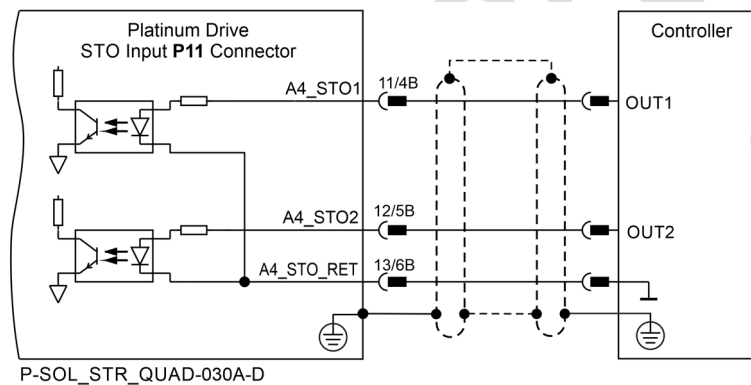 Platinum Drive
STO Input P11 Connector
Controller
A4_STO1
11/4B
OUT1
A4_STO2
12/5B
OUT2
A4_STO_RET
13/6B
P-SOL_STR_QUAD-030A-D